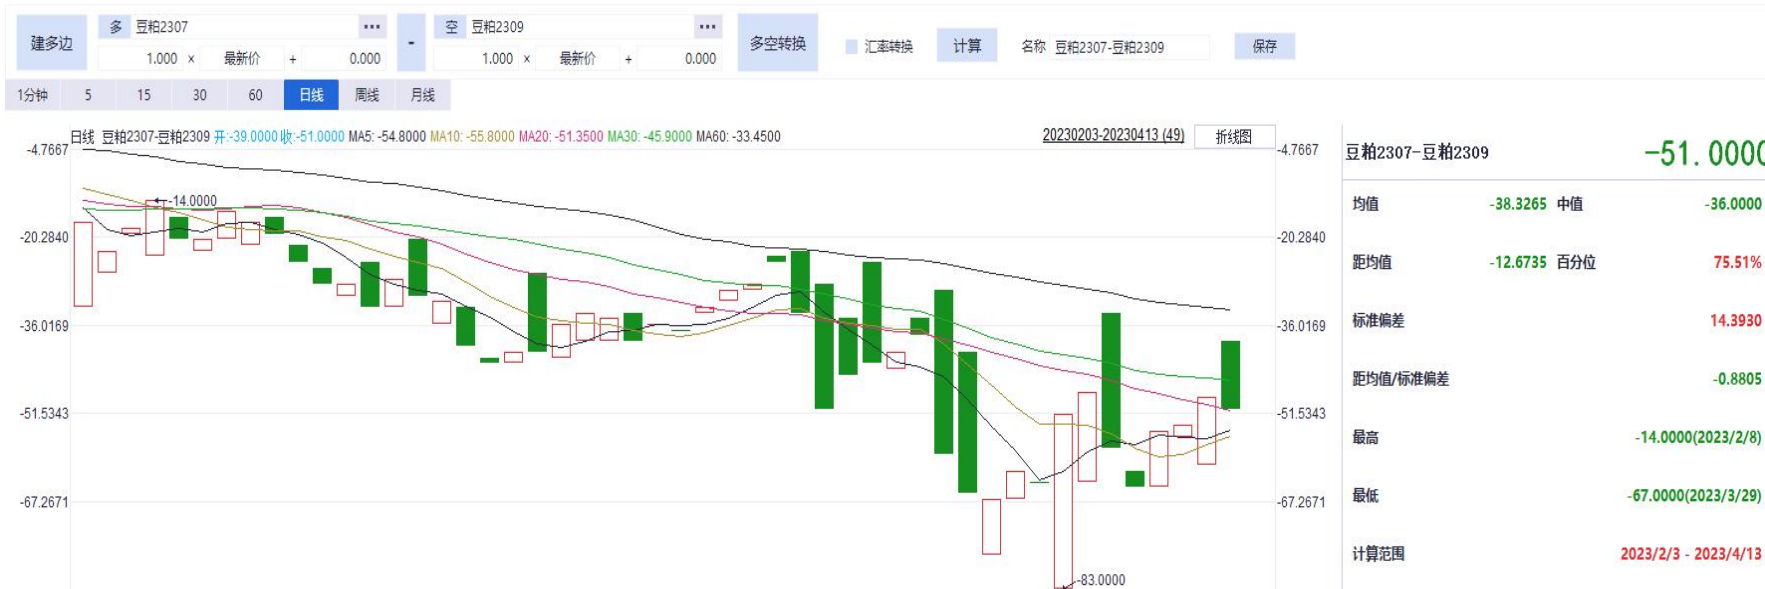 建多边 多 豆粕2307 ••• - 空 豆粕2309 ••• 多空转换 汇率转换 计算 名称 豆粕2307-豆粕2309 保存
1.000 × 最新价 + 0.000 1.000 × 最新价 + 0.000
1分钟 5 15 30 60 日线 周线 月线
日线 豆粕2307-豆粕2309 开:-39.0000 收:-51.0000 MA5: -54.8000 MA10: -55.8000 MA20: -51.3500 MA30: -45.9000 MA60: -33.4500 20230203-20230413 (49) 折线图
-4.7667 -4.7667
-14.0000
-20.2840 -20.2840
-36.0169 -36.0169
-51.5343 -51.5343
-67.2671 -67.2671
-83.0000
豆粕2307-豆粕2309 -51.0000
均值 -38.3265 中值 -36.0000
距均值 -12.6735 百分位 75.51%
标准偏差 14.3930
距均值/标准偏差 -0.8805
最高 -14.0000(2023/2/8)
最低 -67.0000(2023/3/29)
计算范围 2023/2/3 - 2023/4/13